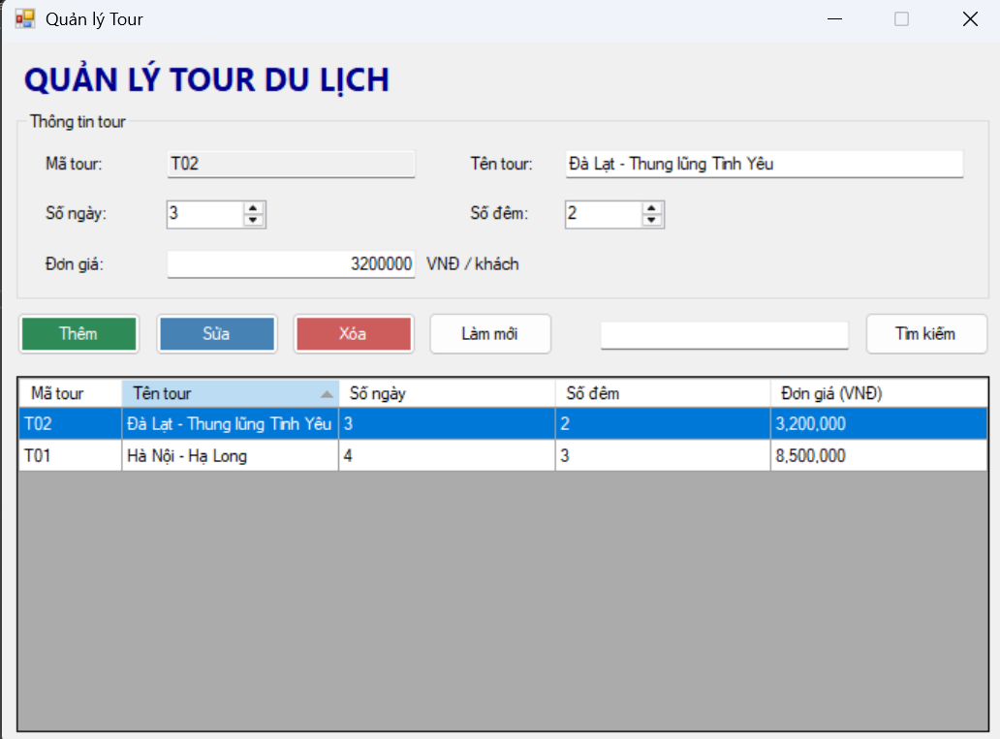 Quản lý Tour
QUẢN LÝ TOUR DU LỊCH
Thông tin tour
Mã tour: T02 Tên tour: Đà Lạt - Thung lũng Tình Yêu
Số ngày: 3 Số đêm: 2
Đơn giá: 3200000 VNĐ / khách
Thêm Sửa Xóa Làm mới Tìm kiếm
Mã tour Tên tour Số ngày Số đêm Đơn giá (VNĐ)
T02 Đà Lạt - Thung lũng Tình Yêu 3 2 3,200,000
T01 Hà Nội - Hạ Long 4 3 8,500,000